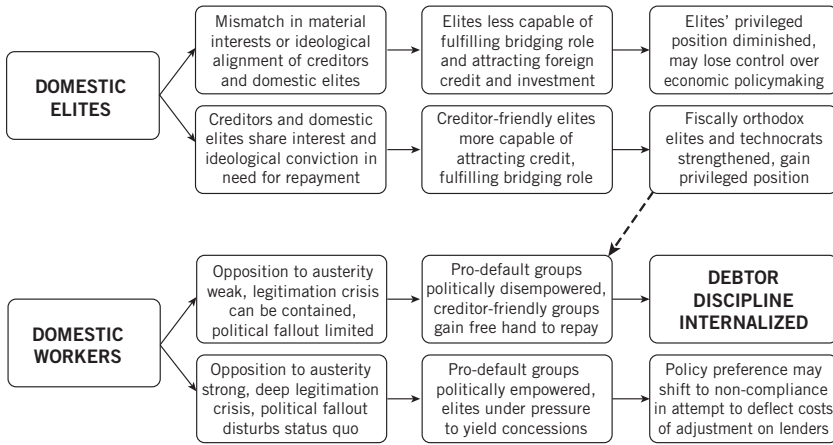 DOMESTIC
ELITES
Mismatch in material
interests or ideological
alignment of creditors
and domestic elites
Elites less capable of
fulfilling bridging role
and attracting foreign
credit and investment
Elites’ privileged
position diminished,
may lose control over
economic policymaking
Creditors and domestic
elites share interest and
ideological conviction in
need for repayment
Creditor-friendly elites
more capable of
attracting credit,
fulfilling bridging role
Fiscally orthodox
elites and technocrats
strengthened, gain
privileged position
DOMESTIC
WORKERS
Opposition to austerity
weak, legitimation crisis
can be contained,
political fallout limited
Pro-default groups
politically disempowered,
creditor-friendly groups
gain free hand to repay
DEBTOR
DISCIPLINE
INTERNALIZED
Opposition to austerity
strong, deep legitimation
crisis, political fallout
disturbs status quo
Pro-default groups
politically empowered,
elites under pressure
to yield concessions
Policy preference may
shift to non-compliance
in attempt to deflect costs
of adjustment on lenders